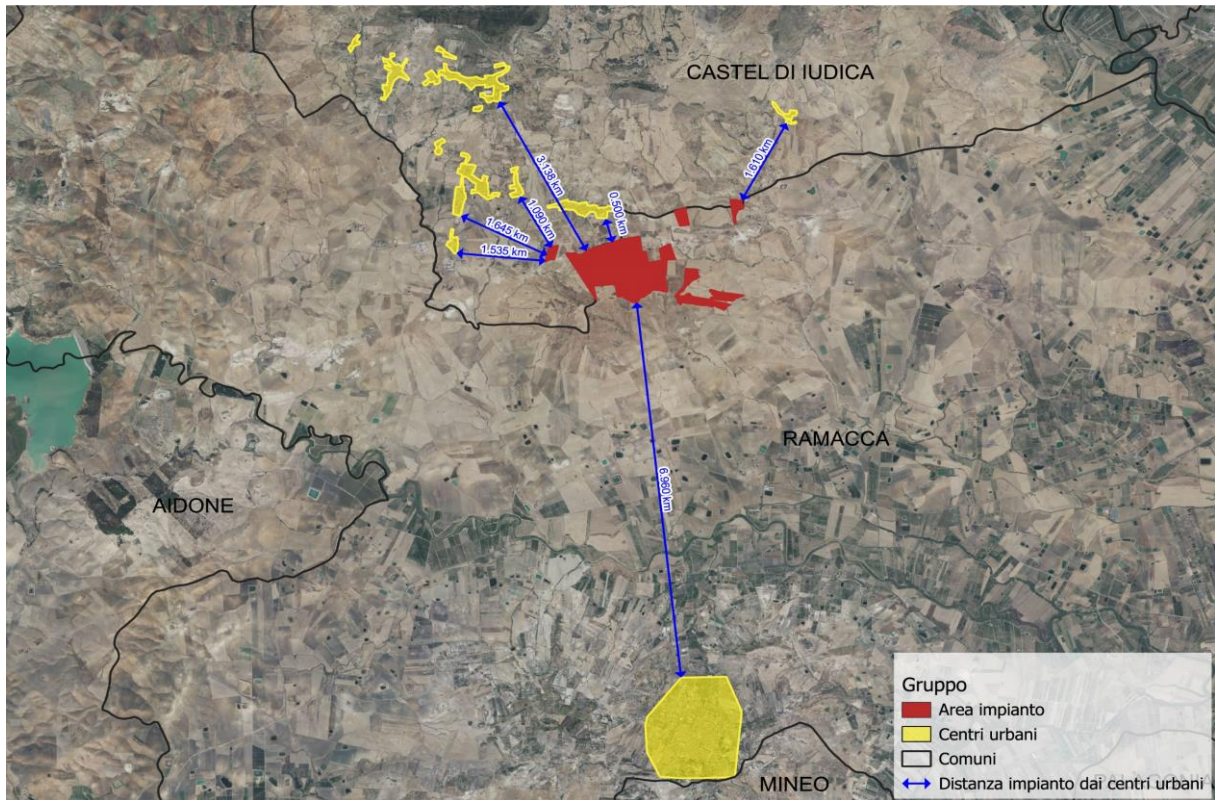 CASTEL DI IUDICA
3.138 km
1.610 km
1.090 km
0.500 km
1.645 km
1.535 km
RAMACCA
6.960 km
AIDONE
MINEO
Gruppo
Area impianto
Centri urbani
Comuni
Distanza impianto dai centri urbani